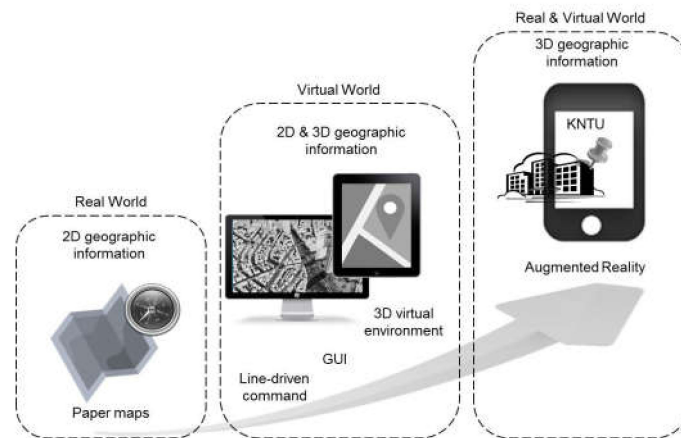 Real World
2D geographic
information
Paper maps
Virtual World
2D & 3D geographic
information
3D virtual
environment
GUI
Line-driven
command
Real & Virtual World
3D geographic
information
KNTU
Augmented Reality